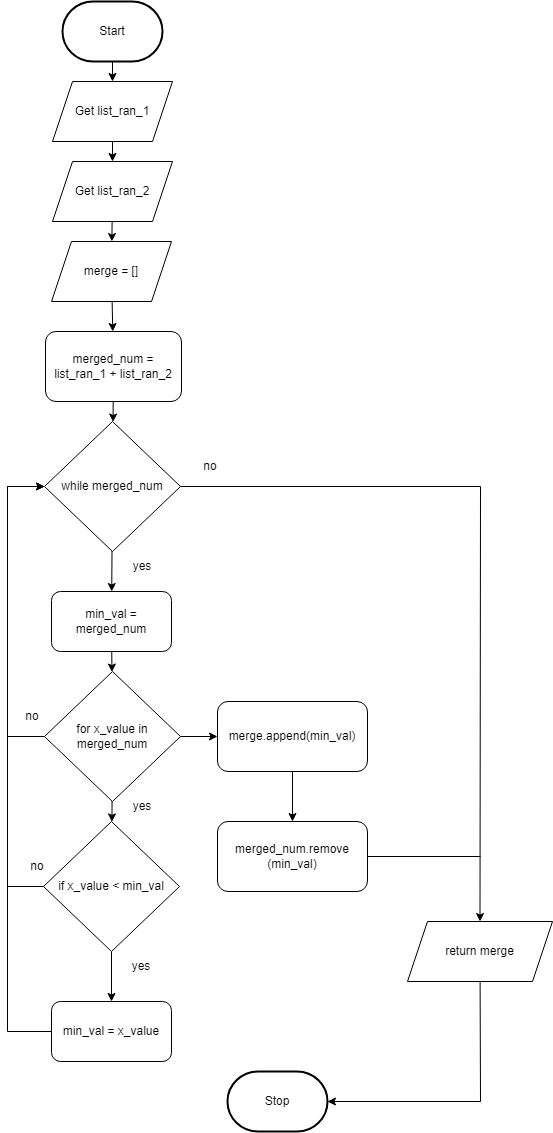 Start
Get list_ran_1
Get list_ran_2
merge = []
merged_num =
list_ran_1 + list_ran_2
no
while merged_num
yes
min_val =
merged_num
no
for x_value in
merged_num
merge.append(min_val)
yes
merged_num.remove
(min_val)
no
if x_value < min_val
yes
return merge
min_val = x_value
Stop